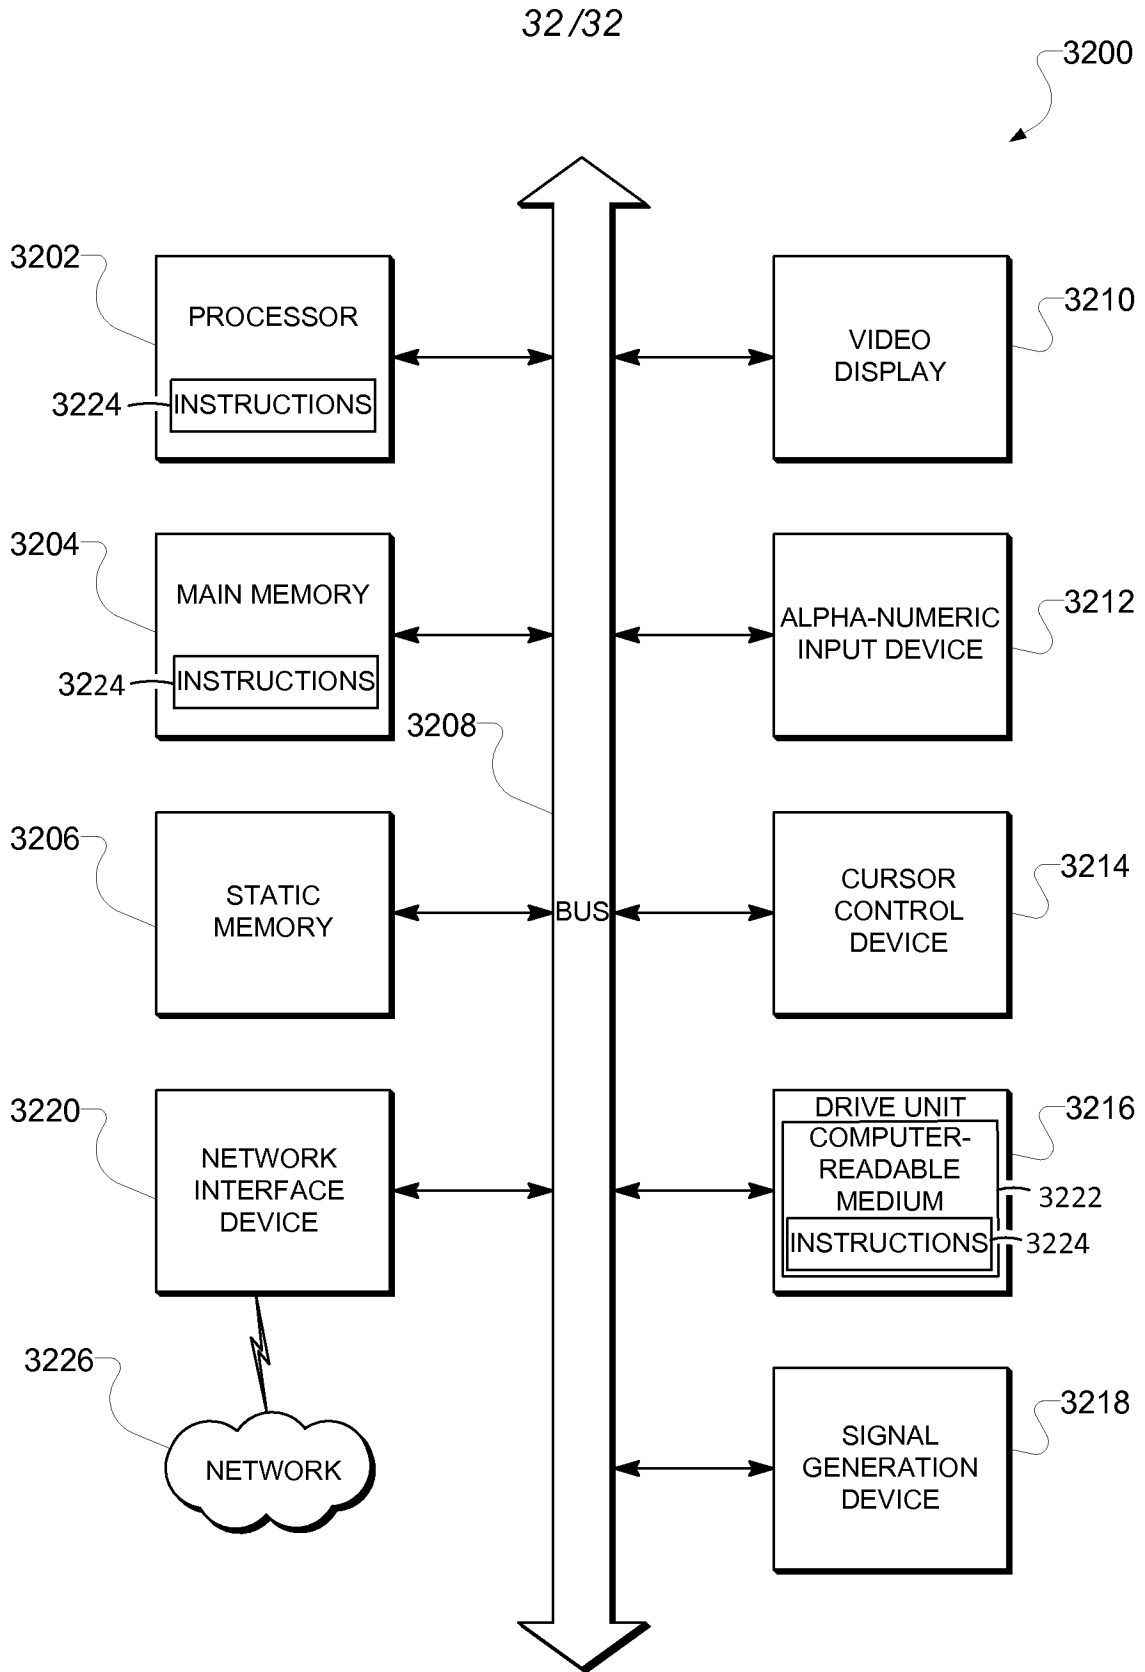 32/32
3200
3202
PROCESSOR
3224
INSTRUCTIONS
3210
VIDEO
DISPLAY
3204
MAIN MEMORY
3224
INSTRUCTIONS
3212
ALPHA-NUMERIC
INPUT DEVICE
3208
3206
STATIC
MEMORY
BUS
3214
CURSOR
CONTROL
DEVICE
3220
NETWORK
INTERFACE
DEVICE
3216
DRIVE UNIT
COMPUTER-
READABLE
MEDIUM
3222
INSTRUCTIONS
3224
3226
NETWORK
3218
SIGNAL
GENERATION
DEVICE